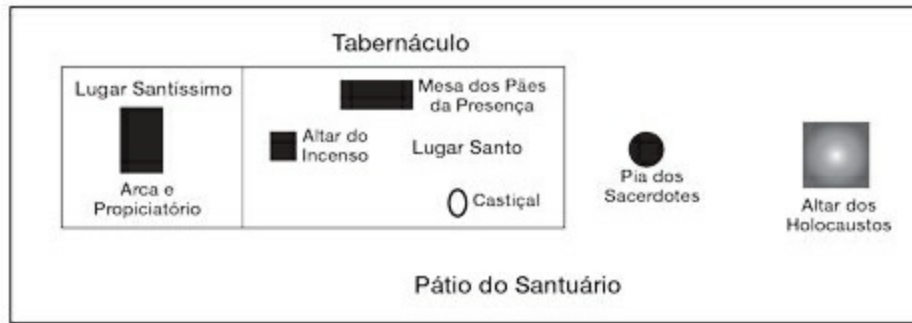 Tabernáculo
Lugar Santíssimo
Arca e
Propiciatório
Mesa dos Pães
da Presença
Altar do
Incenso
Lugar Santo
Castiçal
Pia dos
Sacerdotes
Altar dos
Holocaustos
Pátio do Santuário